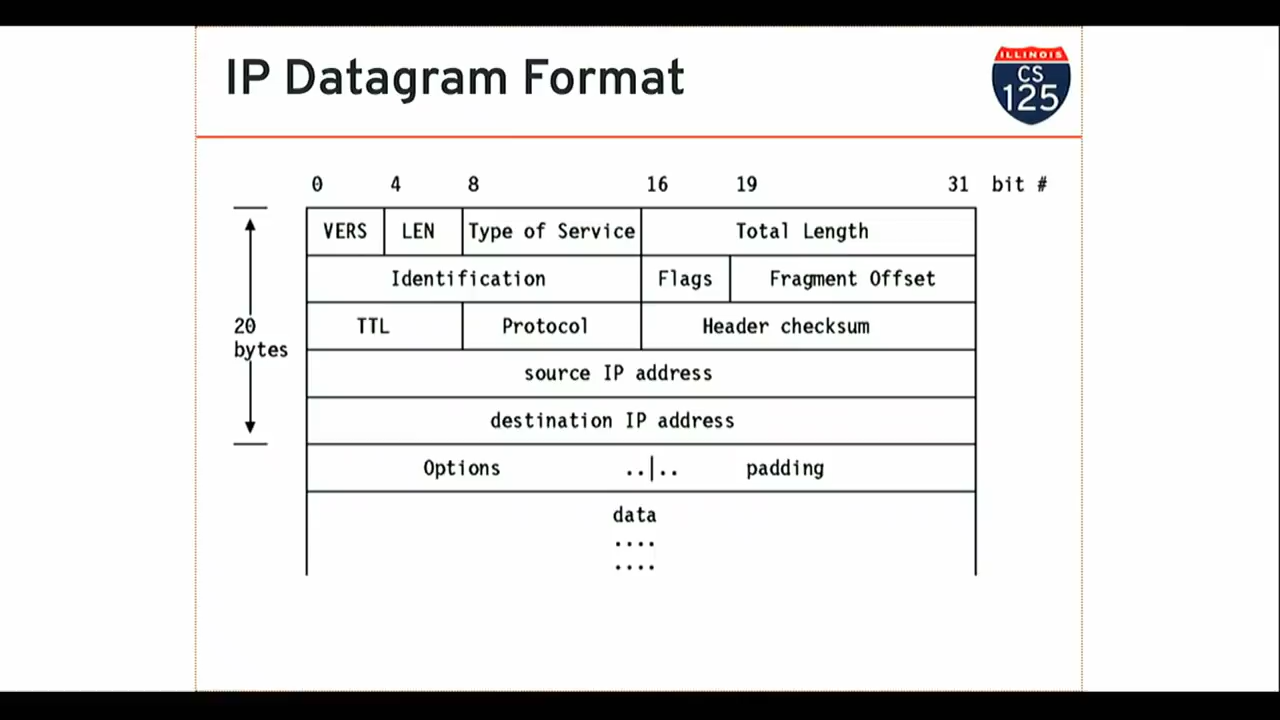 IP Datagram Format
ILLINOIS
CS
125
0 4 8 16 19 31 bit #
VERS LEN Type of Service Total Length
Identification Flags Fragment Offset
TTL Protocol Header checksum
20
bytes
source IP address
destination IP address
Options ..|.. padding
data
....
....